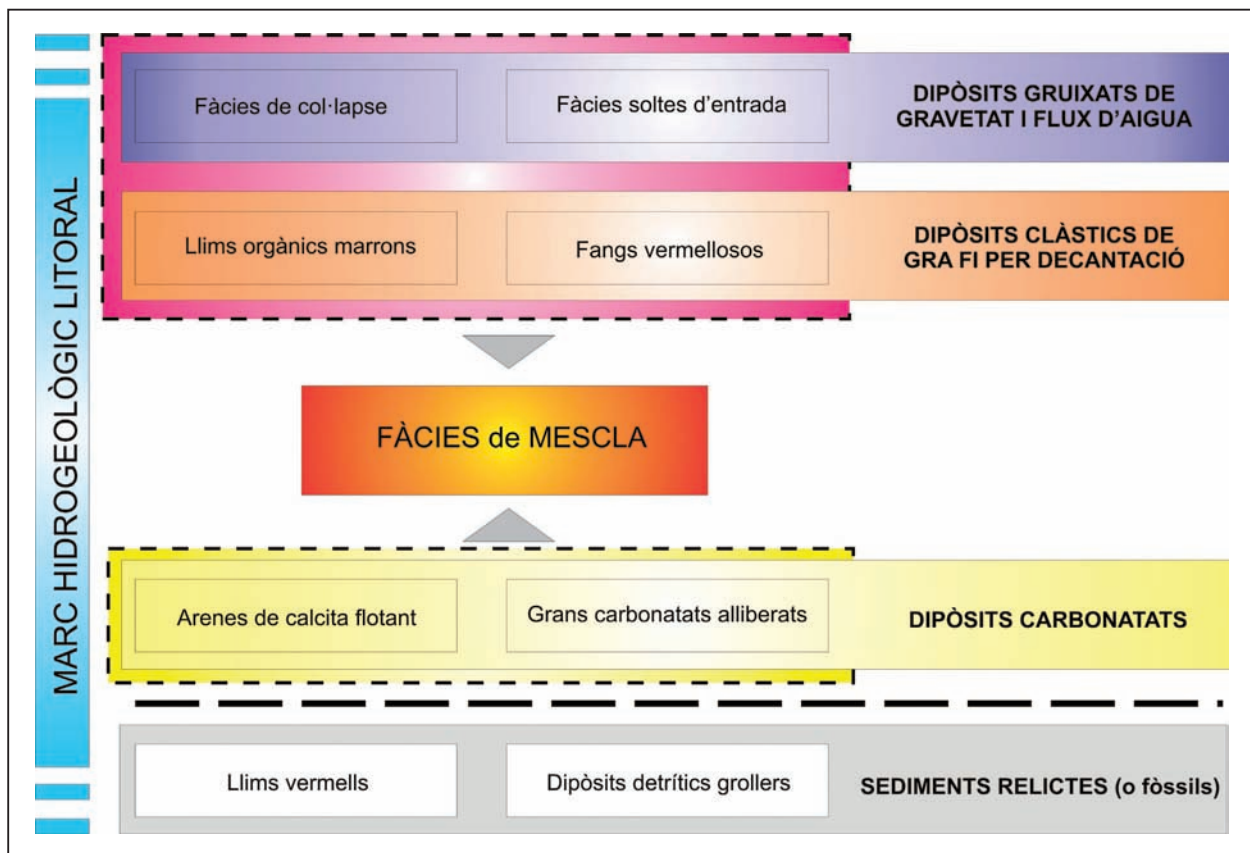 MARC HIDROGEOLÒGIC LITORAL
Fàcies de col·lapse
Fàcies soltes d'entrada
DIPÒSITS GRUIXATS DE
GRAVETAT I FLUX D'AIGUA
Llims orgànics marrons
Fangs vermellosos
DIPÒSITS CLÀSTICS DE
GRA FI PER DECANTACIÓ
FÀCIES de MESCLA
Arenes de calcita flotant
Grans carbonatats alliberats
DIPÒSITS CARBONATATS
Llims vermells
Dipòsits detrítics grollers
SEDIMENTS RELICTES (o fòssils)